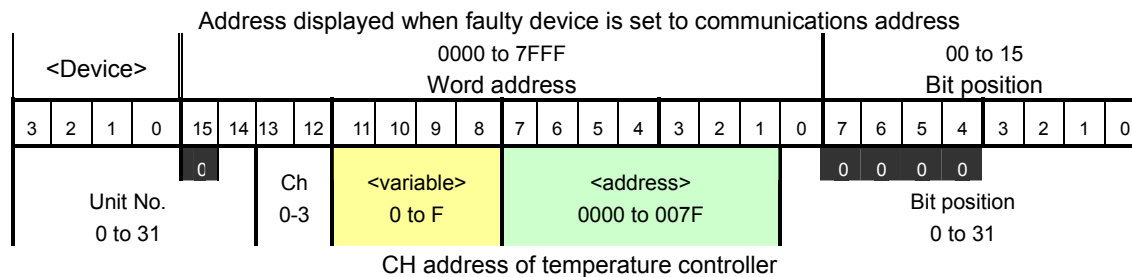 Address displayed when faulty device is set to communications address
<Device>
0000 to 7FFF
Word address
00 to 15
Bit position
3 2 1 0 15 14 13 12 11 10 9 8 7 6 5 4 3 2 1 0 7 6 5 4 3 2 1 0
0 0 0 0 0
Unit No.
0 to 31
Ch
0-3
<variable>
0 to F
<address>
0000 to 007F
Bit position
0 to 31
CH address of temperature controller